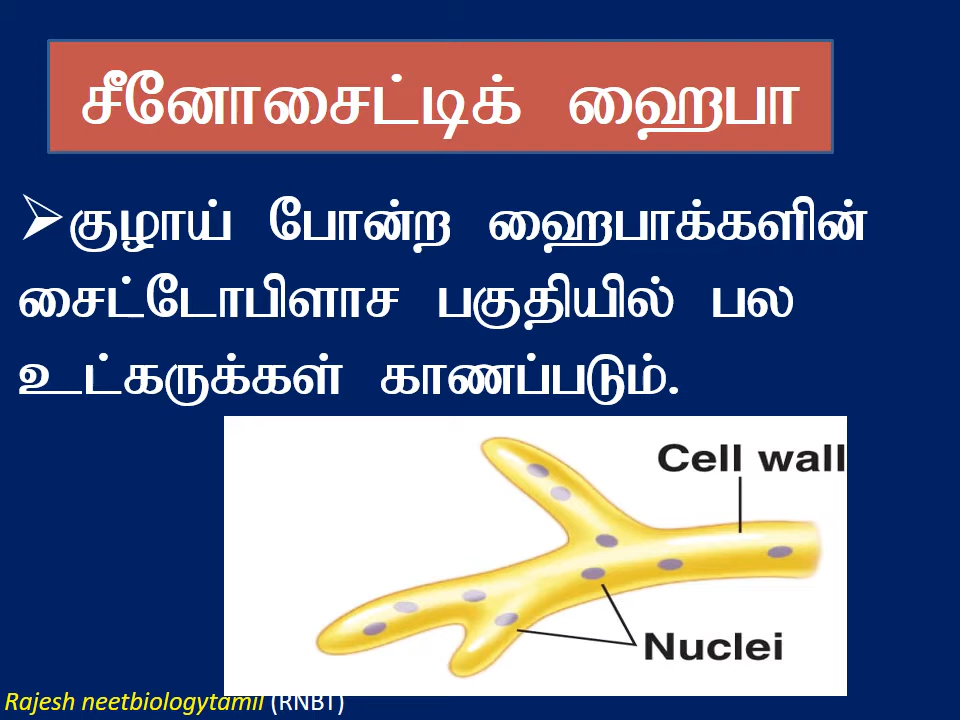 சீனோசைட்டிக் ஹைபா
➢குழாய் போன்ற ஹைபாக்களின்
சைட்டோபிளாச பகுதியில் பல
உட்கருக்கள் காணப்படும்.
Cell wall
Nuclei
Rajesh neetbiologytamil (RNBT)